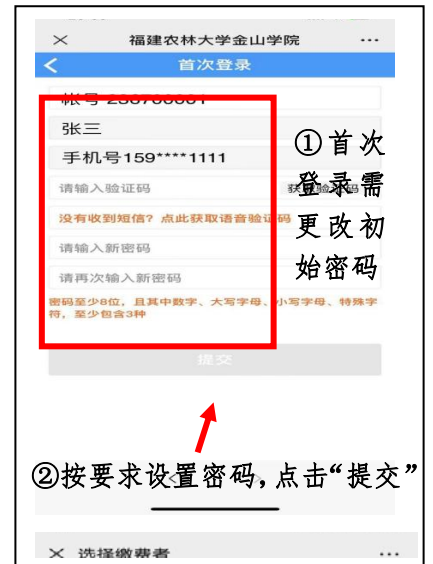 × 福建农林大学金山学院 ···
< 首次登录
帐号
张三
手机号159****1111
请输入验证码 获取验证码
没有收到短信？点此获取语音验证码
请输入新密码
请再次输入新密码
密码至少8位，且其中数字、大写字母、小写字母、特殊字
符，至少包含3种
提交
①首次
登录需
更改初
始密码
②按要求设置密码，点击“提交”
× 选择缴费者 ···